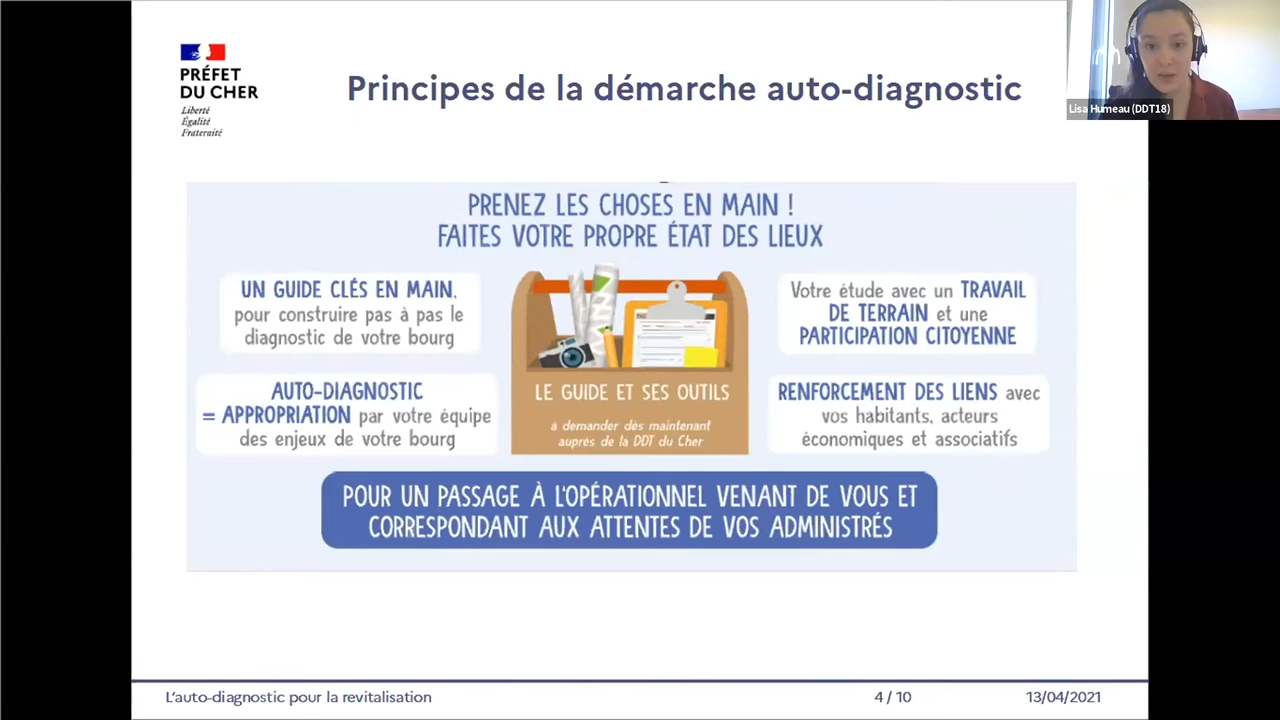 PRÉFET
DU CHER
Liberté
Égalité
Fraternité
Principes de la démarche auto-diagnostic
Lisa Humeau (DDT18)
PRENEZ LES CHOSES EN MAIN !
FAITES VOTRE PROPRE ÉTAT DES LIEUX
UN GUIDE CLÉS EN MAIN,
pour construire pas à pas le
diagnostic de votre bourg
AUTO-DIAGNOSTIC
= APPROPRIATION par votre équipe
des enjeux de votre bourg
LE GUIDE ET SES OUTILS
à demander dès maintenant
auprès de la DDT du Cher
Votre étude avec un TRAVAIL
DE TERRAIN et une
PARTICIPATION CITOYENNE
RENFORCEMENT DES LIENS avec
vos habitants, acteurs
économiques et associatifs
POUR UN PASSAGE À L'OPÉRATIONNEL VENANT DE VOUS ET
CORRESPONDANT AUX ATTENTES DE VOS ADMINISTRÉS
L'auto-diagnostic pour la revitalisation
4 / 10
13/04/2021